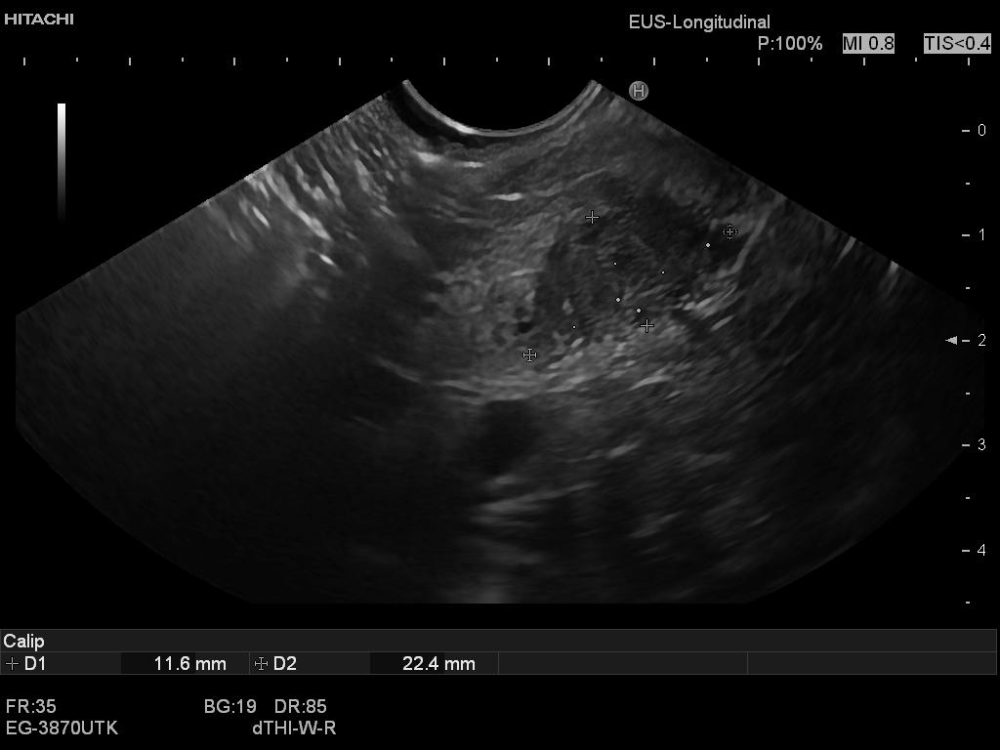 HITACHI
EUS-Longitudinal
P:100% MI 0.8 TIS<0.4
H
0
1
2
3
4
Calip
D1 11.6 mm D2 22.4 mm
FR:35 BG:19 DR:85
EG-3870UTK dTHI-W-R